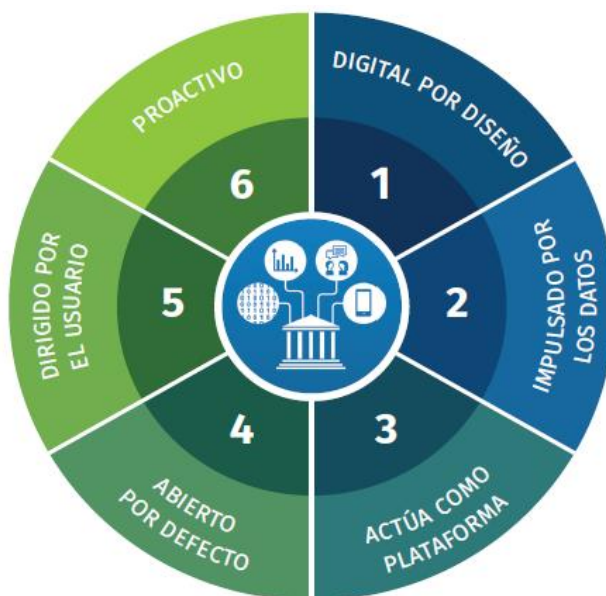 DIGITAL POR DISEÑO
1
IMPULSADO POR
LOS DATOS
2
ACTÚA COMO
PLATAFORMA
3
ABIERTO
POR DEFECTO
4
DIRIGIDO POR
EL USUARIO
5
PROACTIVO
6